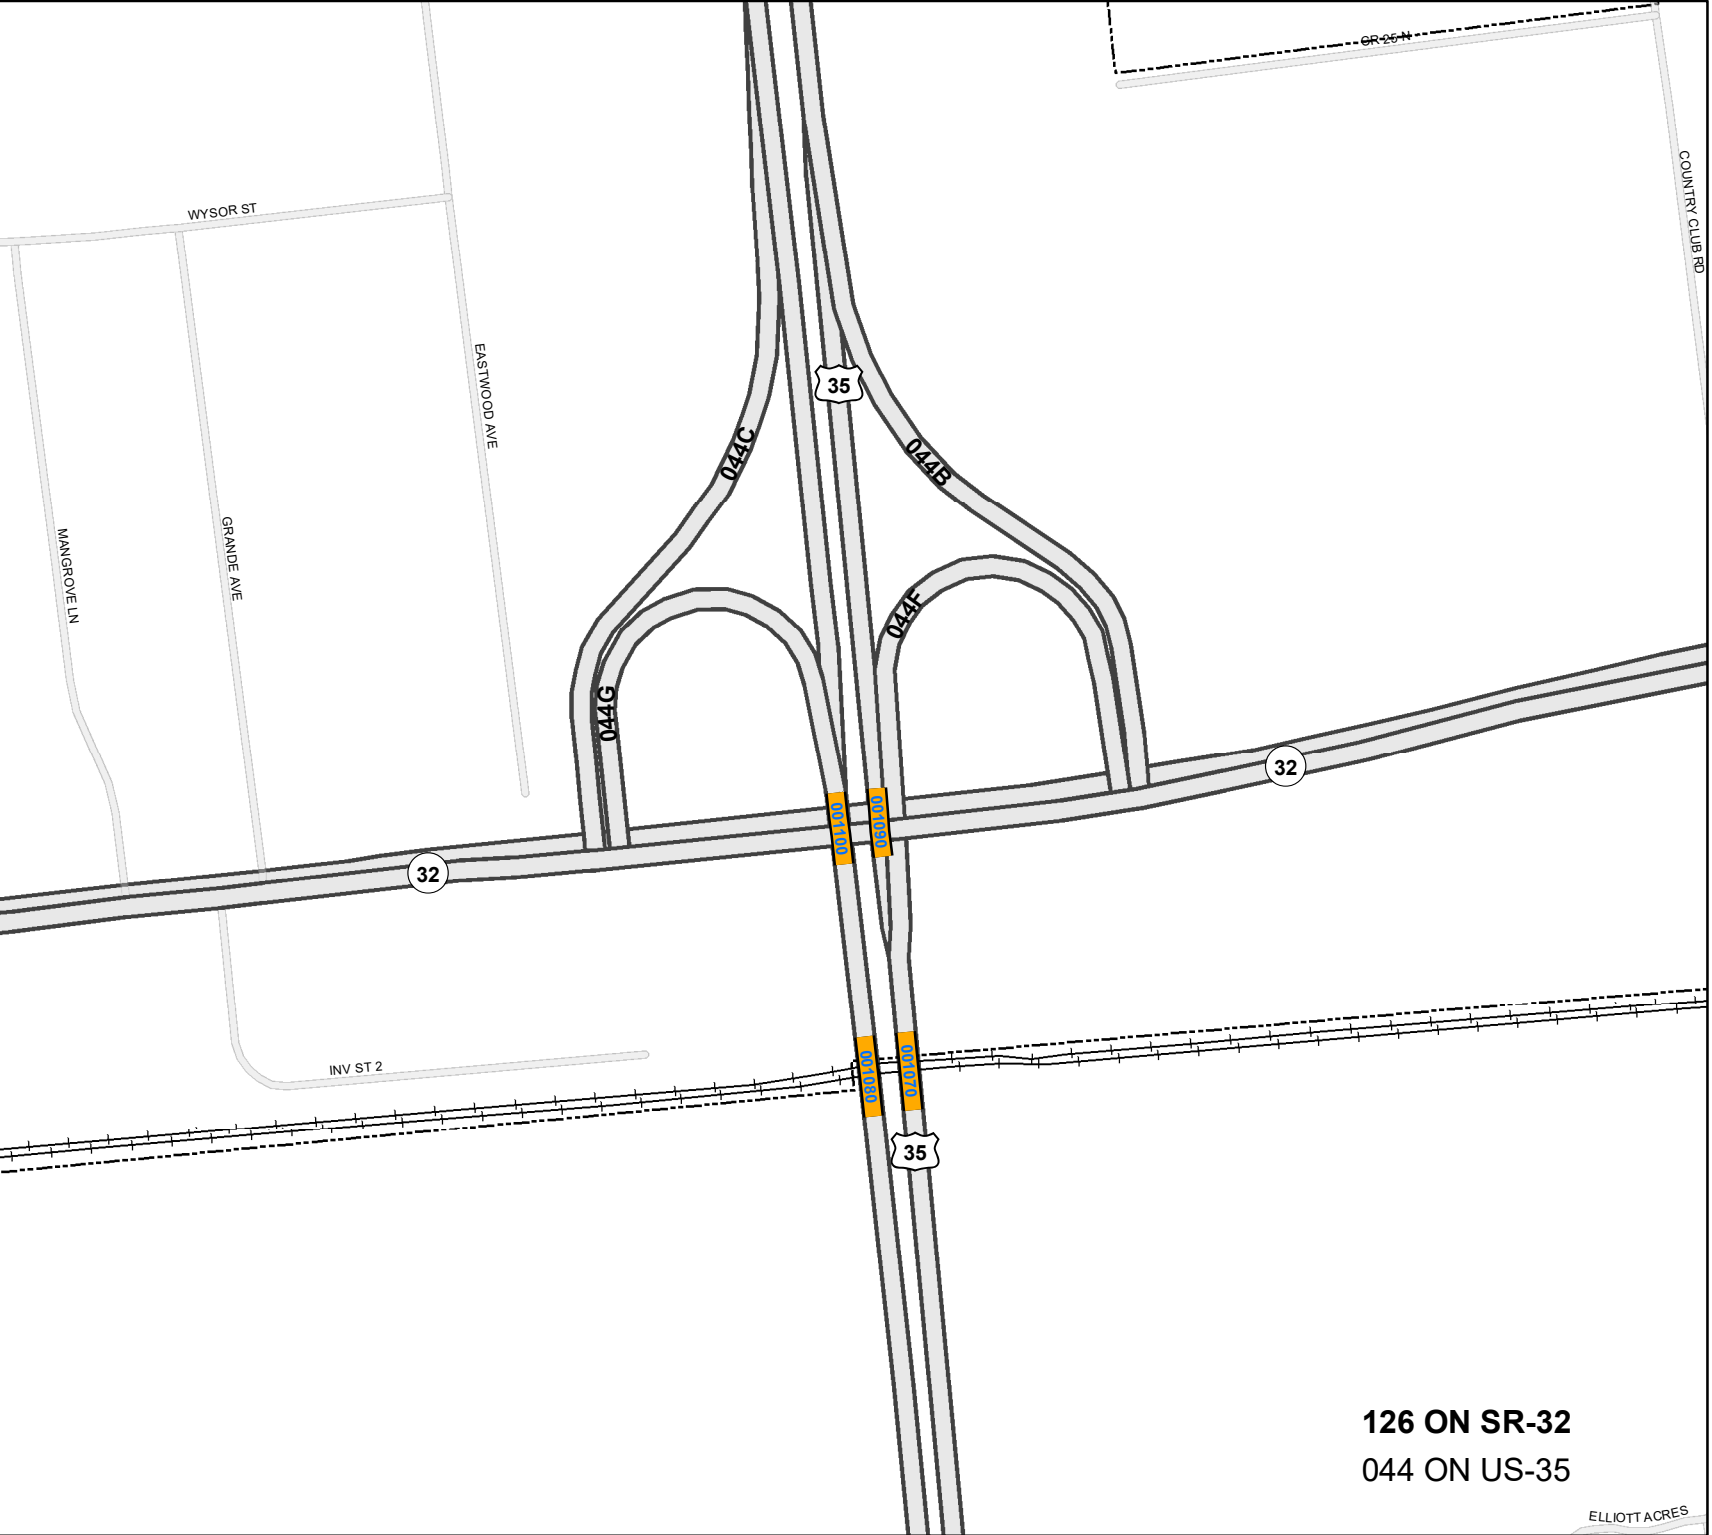 CR 25 N
COUNTRY CLUB RD
WYSOR ST
EASTWOOD AVE
35
044C
044B
MANGROVE LN
GRANDE AVE
044F
044G
32
001100
001090
32
INV ST 2
001080
001070
35
126 ON SR-32
044 ON US-35
ELLIOTT ACRES